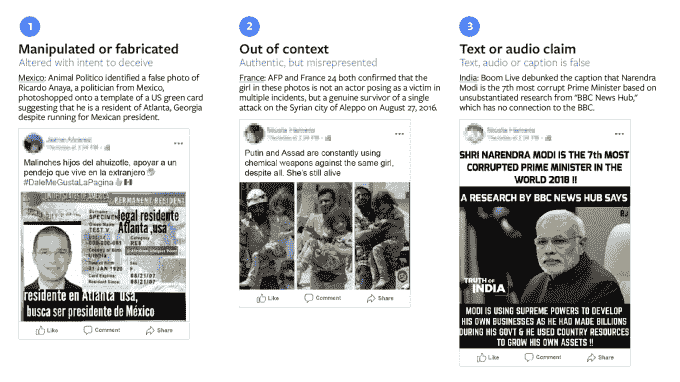 1
Manipulated or fabricated
Altered with intent to deceive
Mexico: Animal Político identified a false photo of
Ricardo Anaya, a politician from Mexico,
photoshopped onto a template of a US green card
suggesting that he is a resident of Atlanta, Georgia
despite running for Mexican president.
Malinches hijos del ahuizotle, apoyar a un
pendejo que vive en la extranjero
#DaleMeGustaLaPagina
PERMANENT RESIDENT
legal residente
Atlanta ,usa
residente en Atlanta usa,
busca ser presidente de México
Like Comment Share
2
Out of context
Authentic, but misrepresented
France: AFP and France 24 both confirmed that the
girl in these photos is not an actor posing as a victim in
multiple incidents, but a genuine survivor of a single
attack on the Syrian city of Aleppo on August 27, 2016.
Putin and Assad are constantly using
chemical weapons against the same girl,
despite all. She's still alive
Like Comment Share
3
Text or audio claim
Text, audio or caption is false
India: Boom Live debunked the caption that Narendra
Modi is the 7th most corrupt Prime Minister based on
unsubstantiated research from "BBC News Hub,"
which has no connection to the BBC.
SHRI NARENDRA MODI IS THE 7th MOST
CORRUPTED PRIME MINISTER IN THE
WORLD 2018 !!
A RESEARCH BY BBC NEWS HUB SAYS
TRUTH OF
INDIA
MODI IS USING SUPREME POWERS TO DEVELOP
HIS OWN BUSINESSES AS HE HAD MADE BILLIONS
DURING HIS GOVT & HE USED COUNTRY RESOURCES
TO GROW HIS OWN ASSETS !!
Like Comment Share